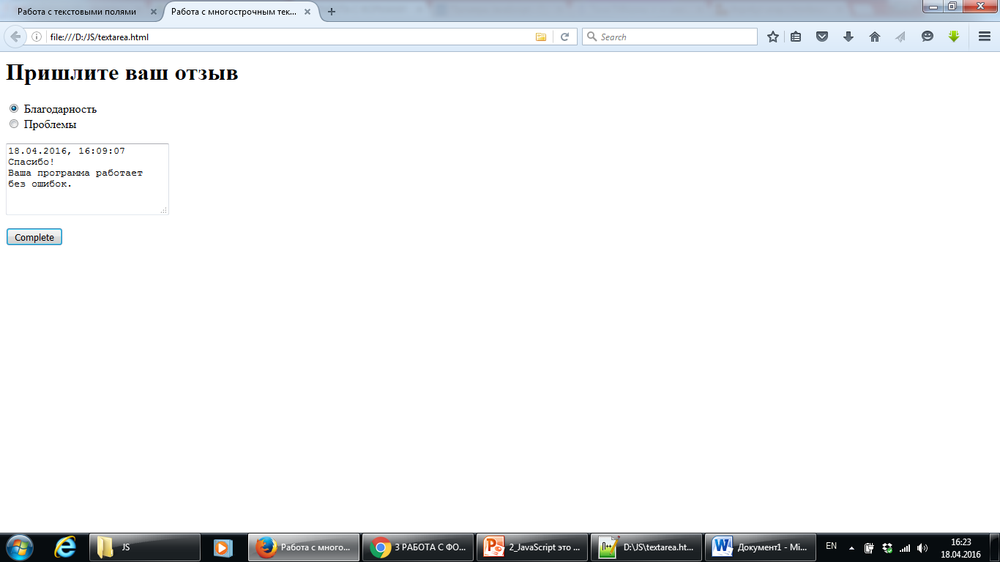 Работа с текстовыми полями
Работа с многострочным тек...
file:///D:/JS/textarea.html
Search
Пришлите ваш отзыв
Благодарность
Проблемы
18.04.2016, 16:09:07
Спасибо!
Ваша программа работает
без ошибок.
Complete
JS
Работа с много...
3 РАБОТА С ФО...
2_JavaScript это ...
D:\JS\textarea.ht...
Документ1 - Mi...
EN
16:23
18.04.2016